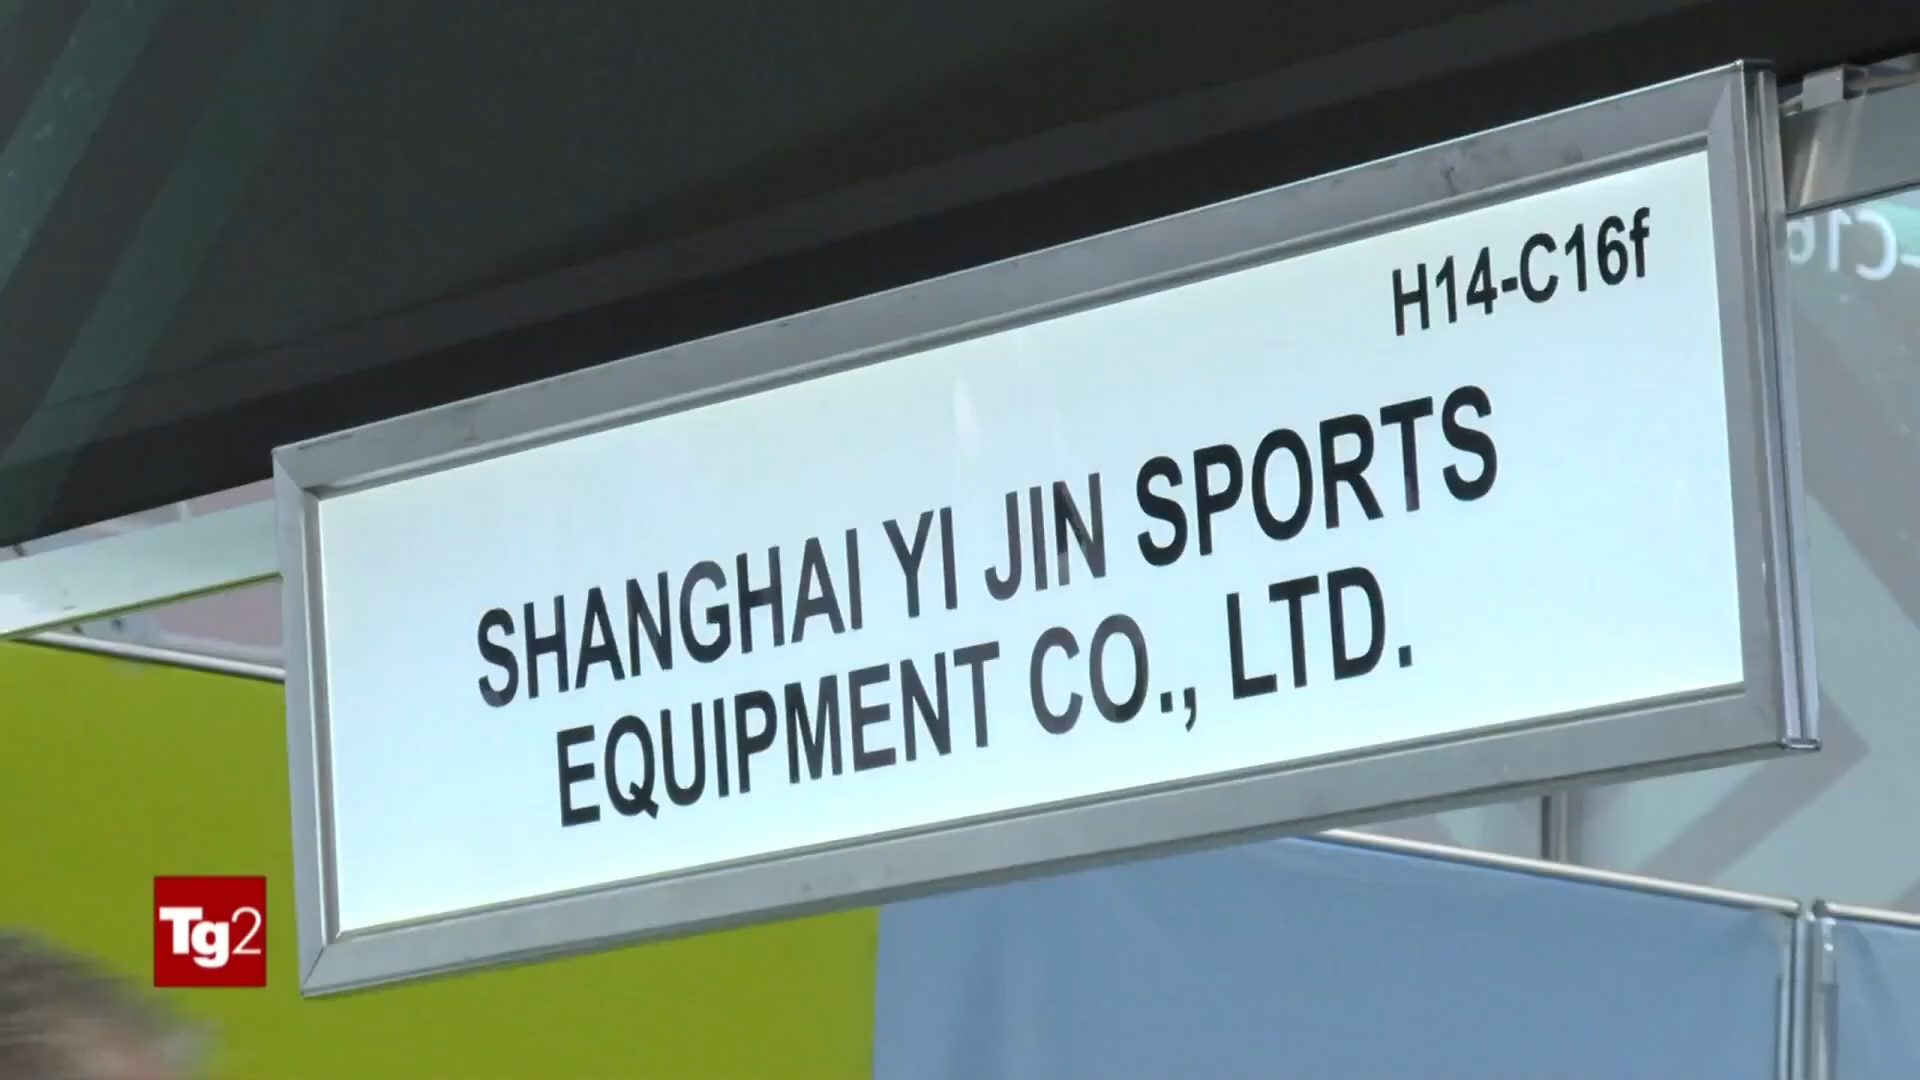 H14-C16f
SHANGHAI YI JIN SPORTS
EQUIPMENT CO., LTD.
Tg2